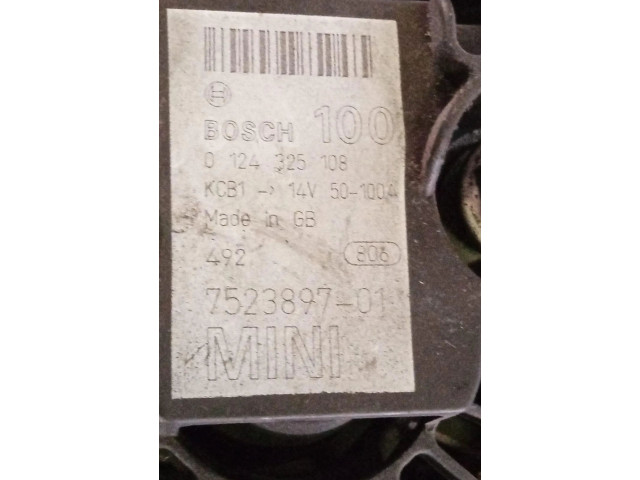 BOSCH 100
0 124 325 108
KCB1 → 14V 50-100A
Made in GB
492 806
7523897-01
MINI